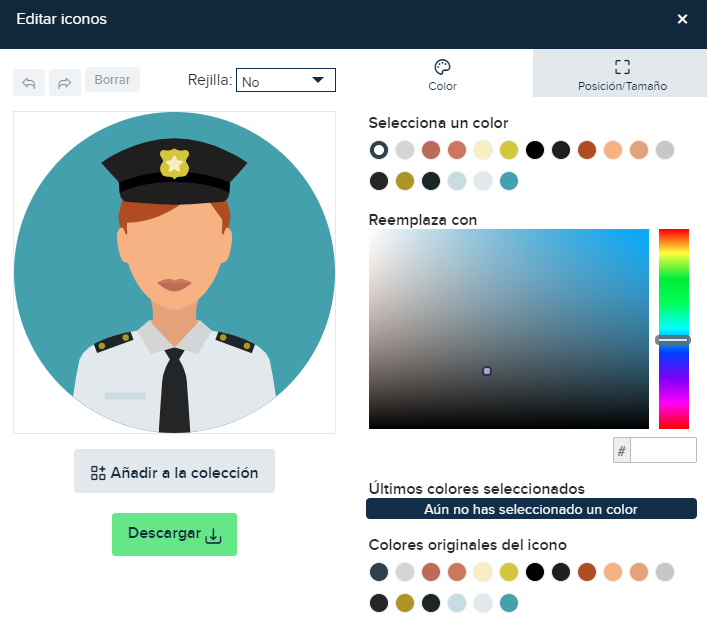 Editar iconos
×
Borrar
Rejilla: No
Color
Posición/Tamaño
Selecciona un color
Reemplaza con
#
Añadir a la colección
Descargar
Últimos colores seleccionados
Aún no has seleccionado un color
Colores originales del icono